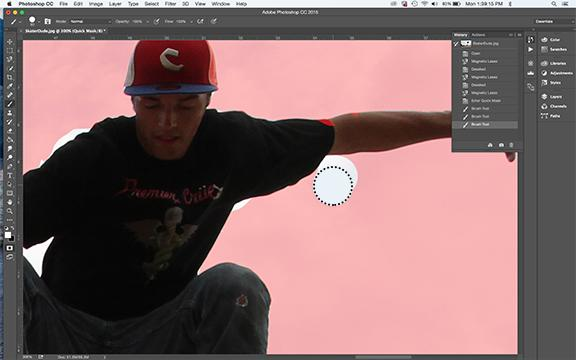 Photoshop CC File Edit Image Layer Type Select Filter 3D View Window Help
81% Mon 1:39:15 PM
Adobe Photoshop CC 2015
Mode: Normal Opacity: 100% Flow: 100% Essentials
SkaterDude.jpg @ 100% (Quick Mask/8) *
History Actions
SkaterDude.jpg
Open
Magnetic Lasso
Deselect
Magnetic Lasso
Deselect
Magnetic Lasso
Enter Quick Mask
Brush Tool
Brush Tool
Brush Tool
Color
Swatches
Libraries
Adjustments
Styles
Layers
Channels
Paths
C
Premier
100%